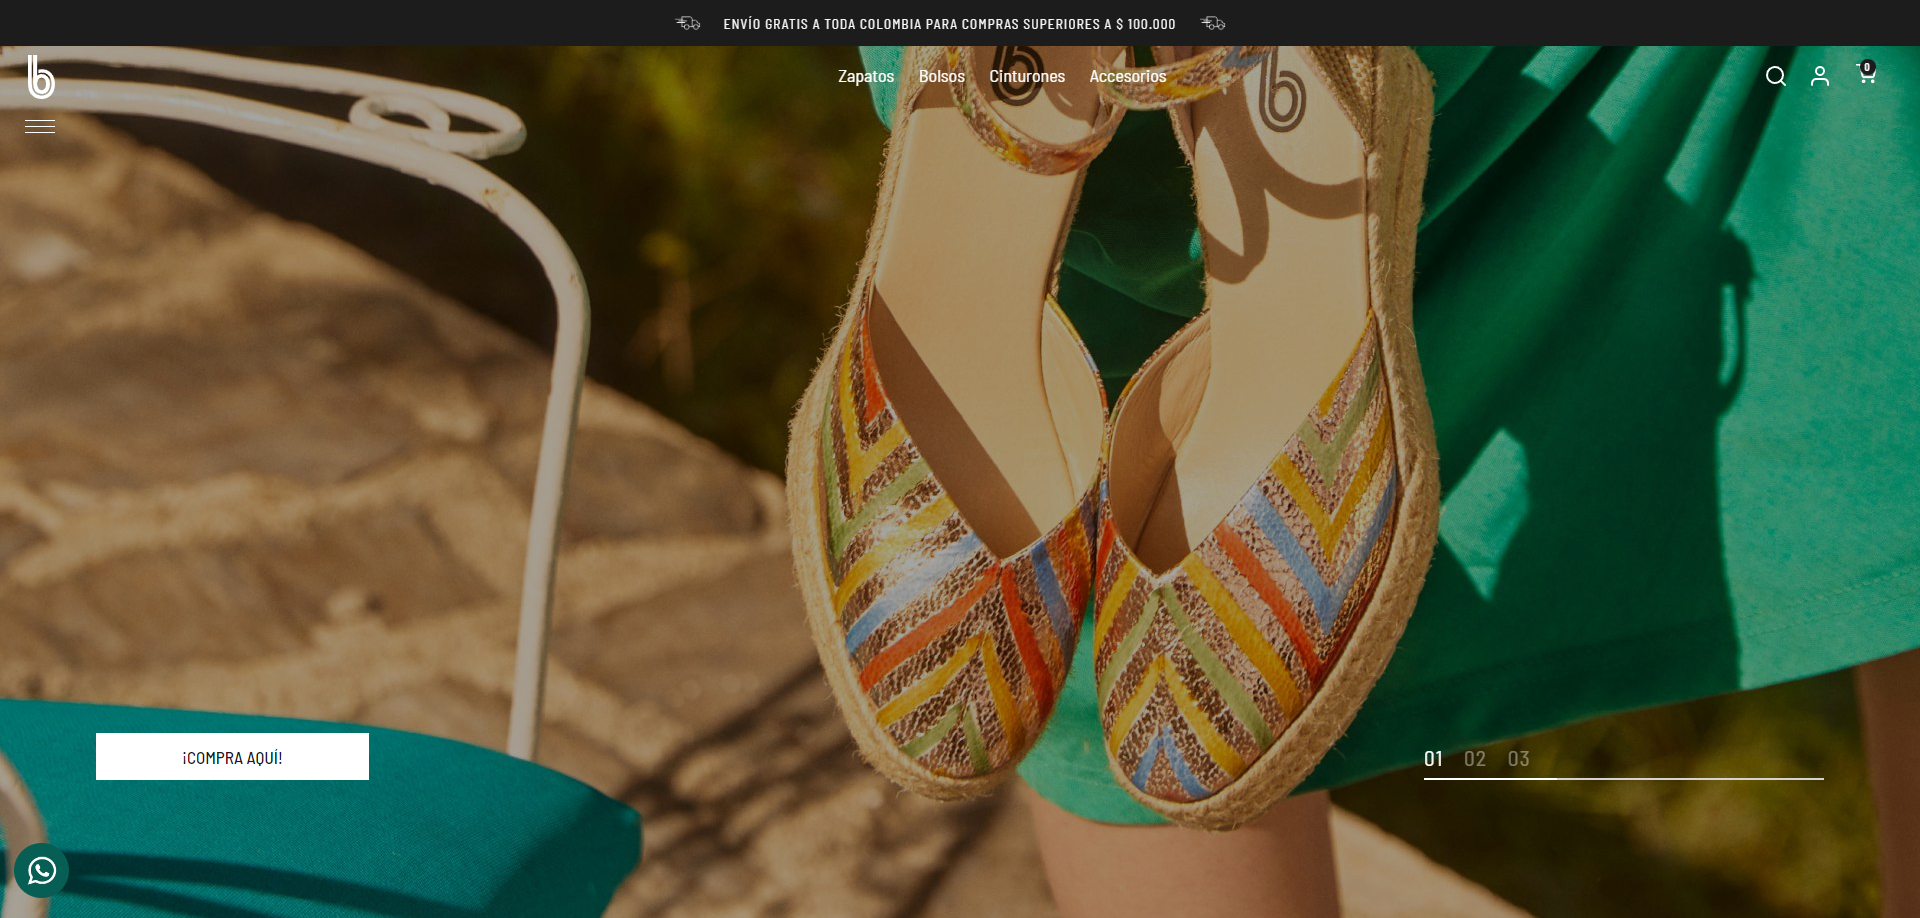 ENVÍO GRATIS A TODA COLOMBIA PARA COMPRAS SUPERIORES A $ 100.000
b
Zapatos Bolsos Cinturones Accesorios
0
b b
¡COMPRA AQUÍ!
01 02 03